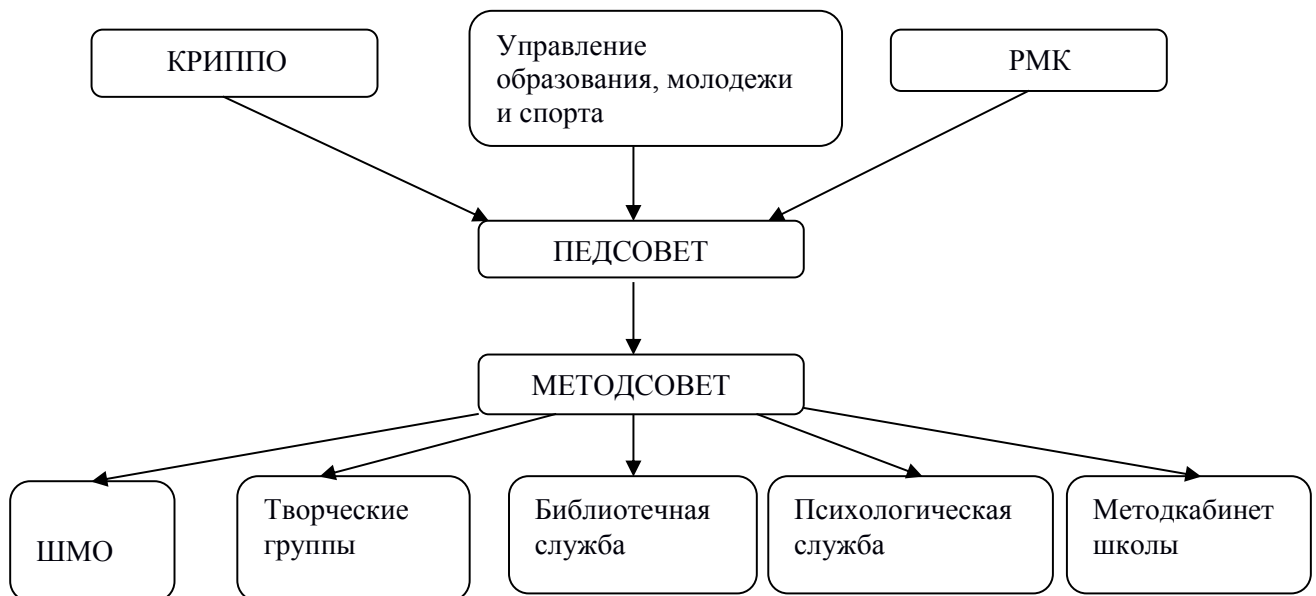 КРИППО
Управление
образования, молодежи
и спорта
РМК
ПЕДСОВЕТ
МЕТОДСОВЕТ
ШМО
Творческие
группы
Библиотечная
служба
Психологическая
служба
Методкабинет
школы